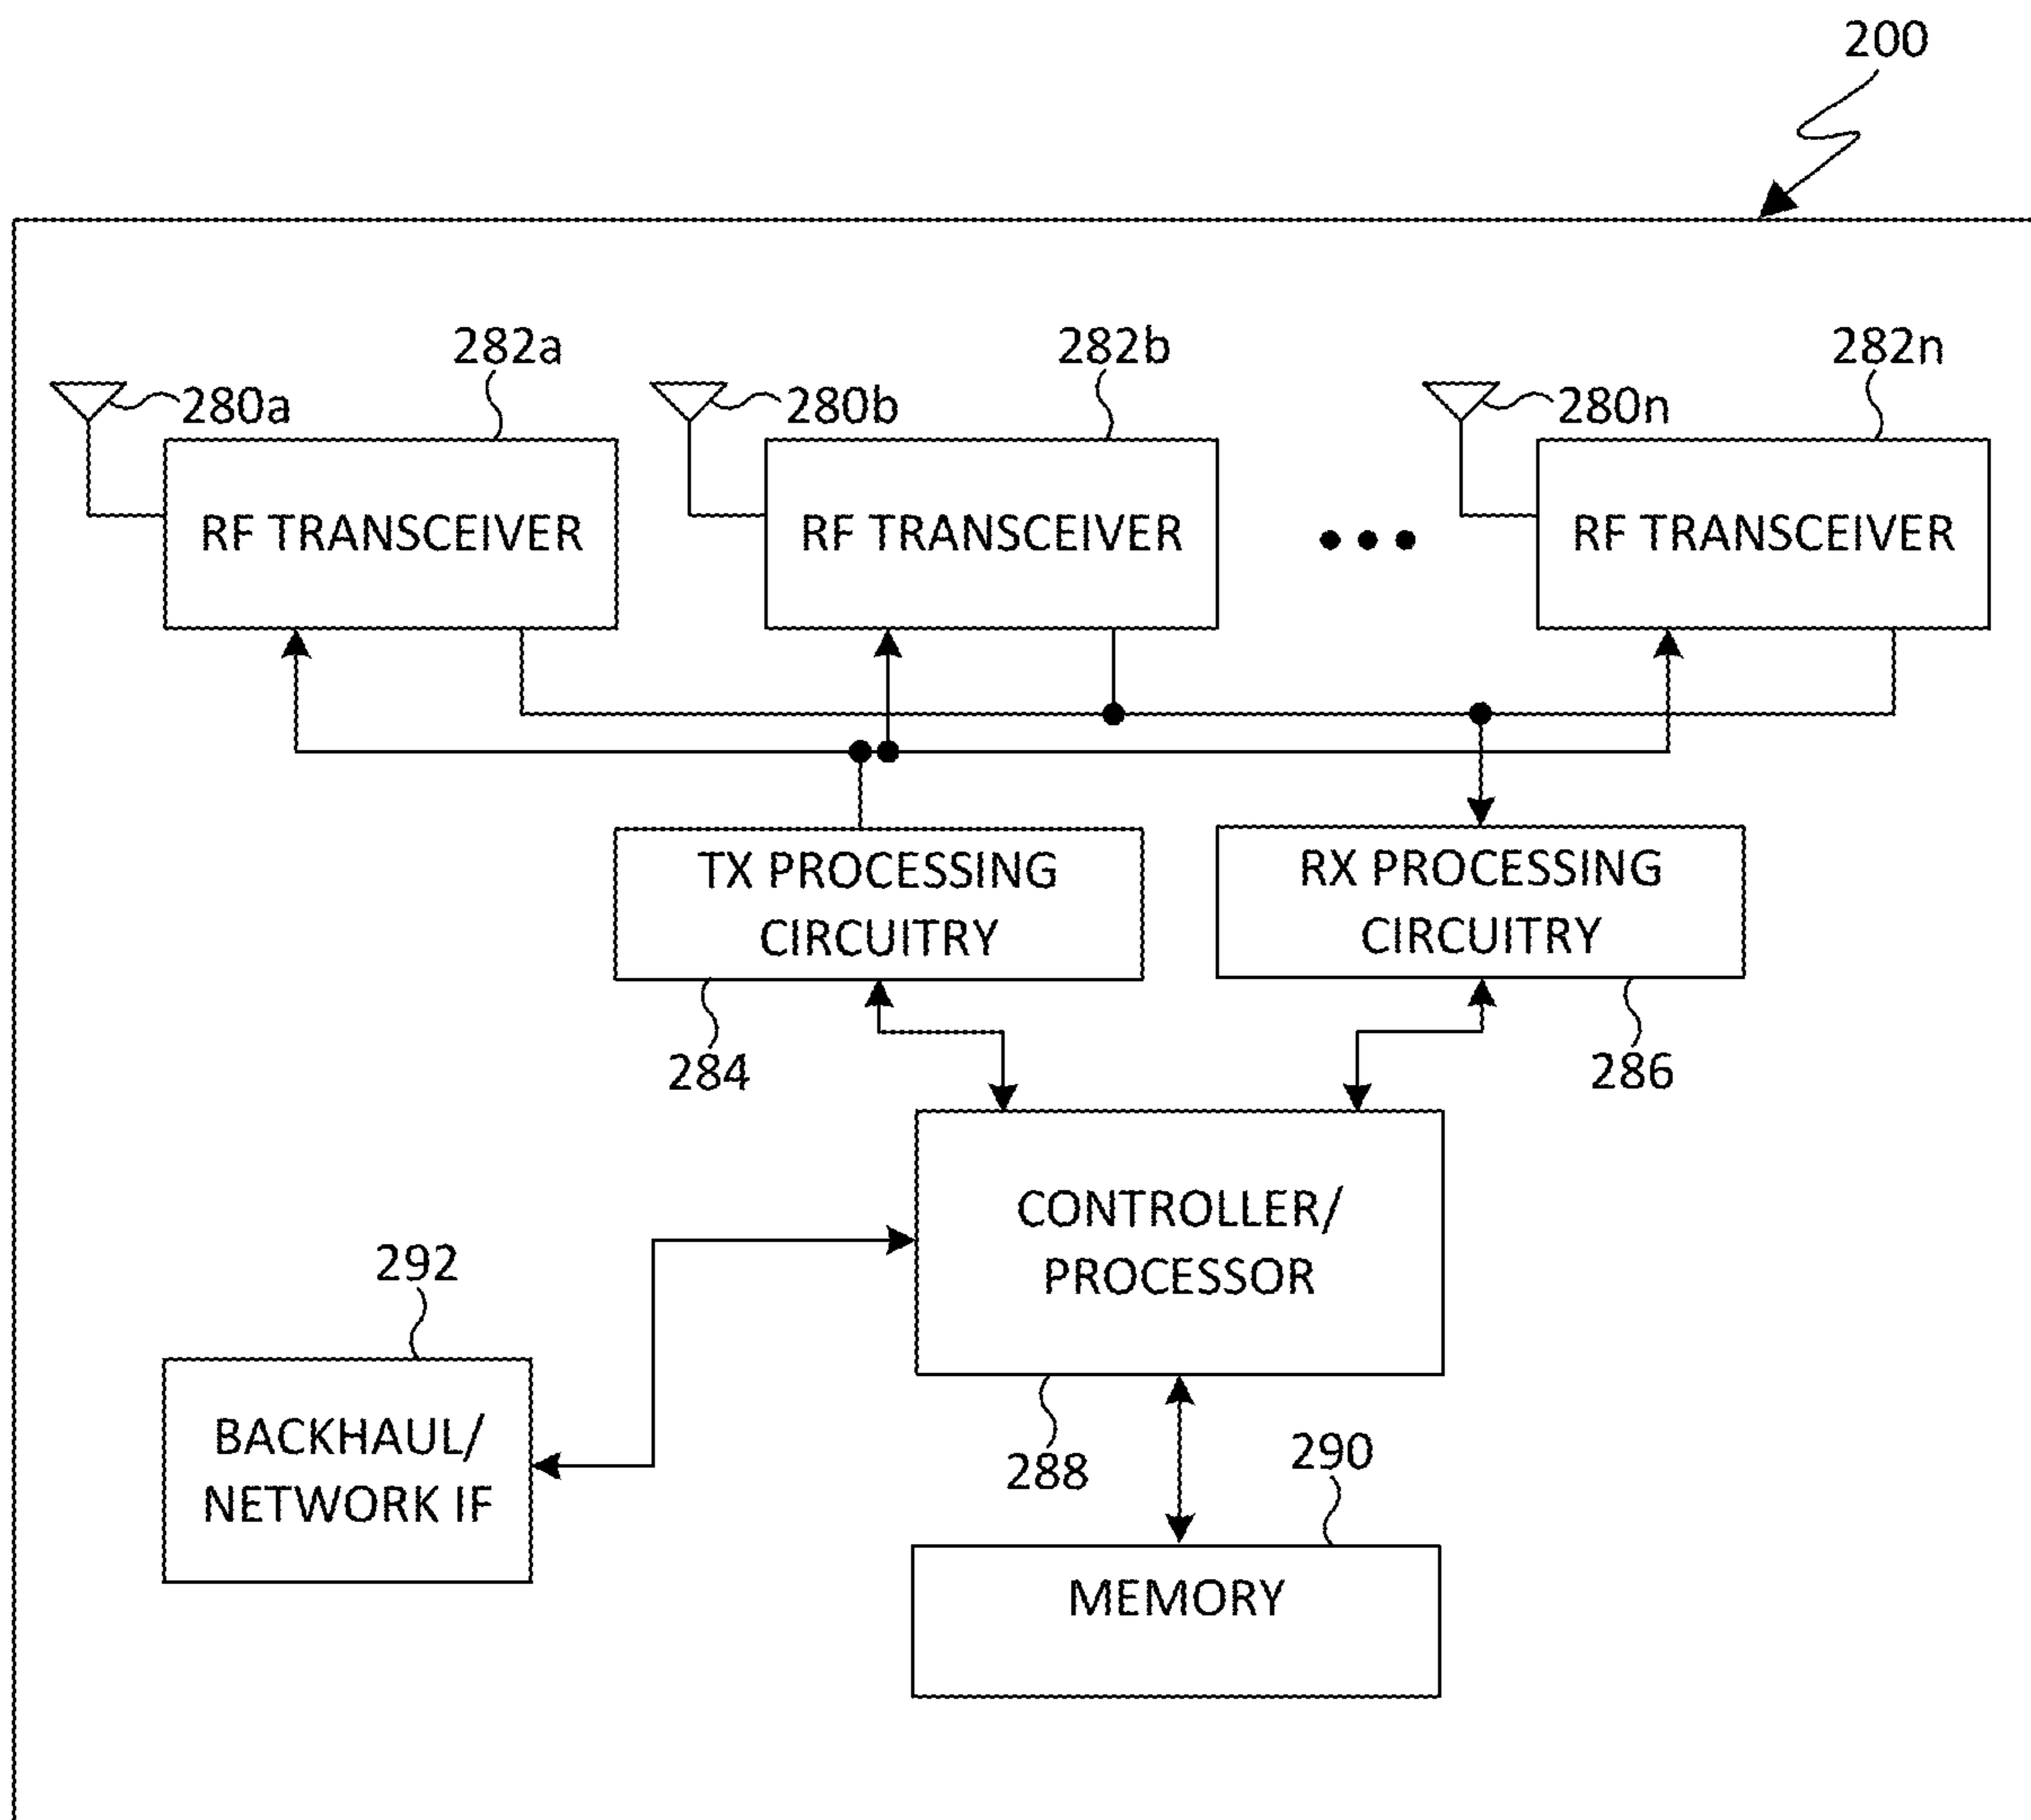 200
282a
282b
282n
280a
280b
280n
RF TRANSCEIVER
RF TRANSCEIVER
RF TRANSCEIVER
TX PROCESSING
CIRCUITRY
RX PROCESSING
CIRCUITRY
284
286
CONTROLLER/
PROCESSOR
292
BACKHAUL/
NETWORK IF
288
290
MEMORY